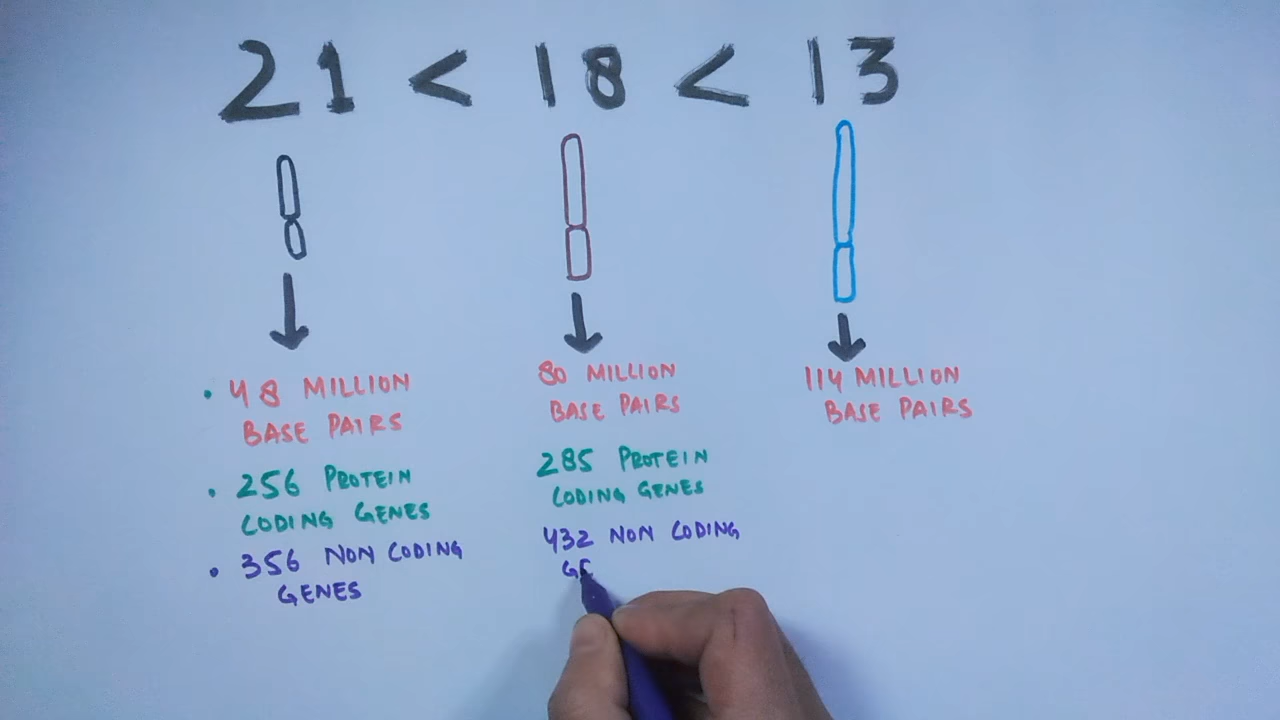 21 < 18 < 13
• 48 MILLION
BASE PAIRS
• 256 PROTEIN
CODING GENES
• 356 NON CODING
GENES
80 MILLION
BASE PAIRS
285 PROTEIN
CODING GENES
432 NON CODING
GE
114 MILLION
BASE PAIRS